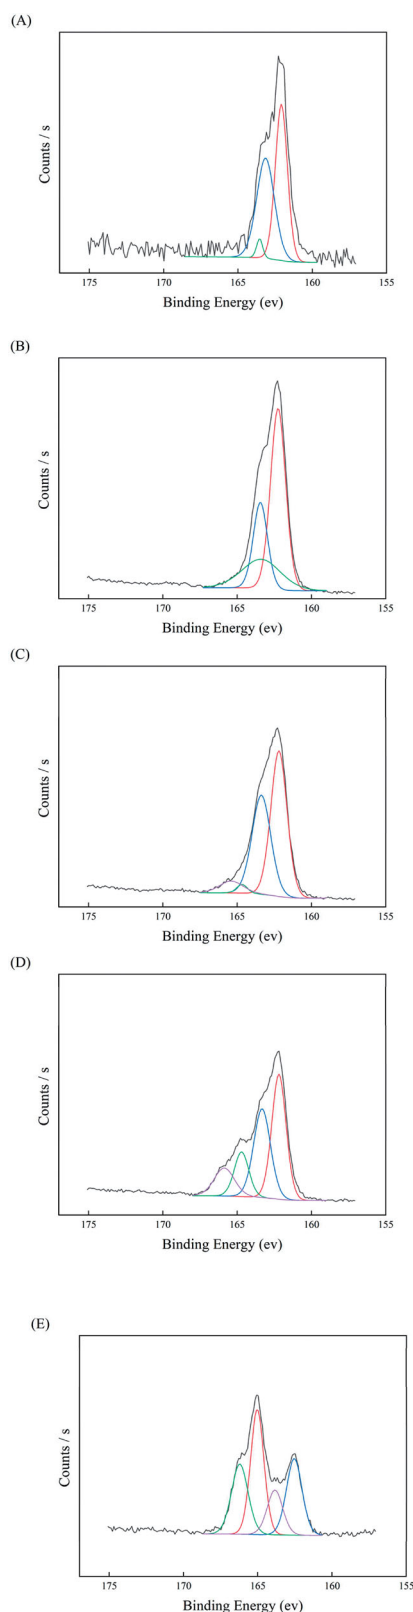 (A)
Counts / s
175 170 165 160 155
Binding Energy (ev)
(B)
Counts / s
175 170 165 160 155
Binding Energy (ev)
(C)
Counts / s
175 170 165 160 155
Binding Energy (ev)
(D)
Counts / s
175 170 165 160 155
Binding Energy (ev)
(E)
Counts / s
175 170 165 160 155
Binding Energy (ev)